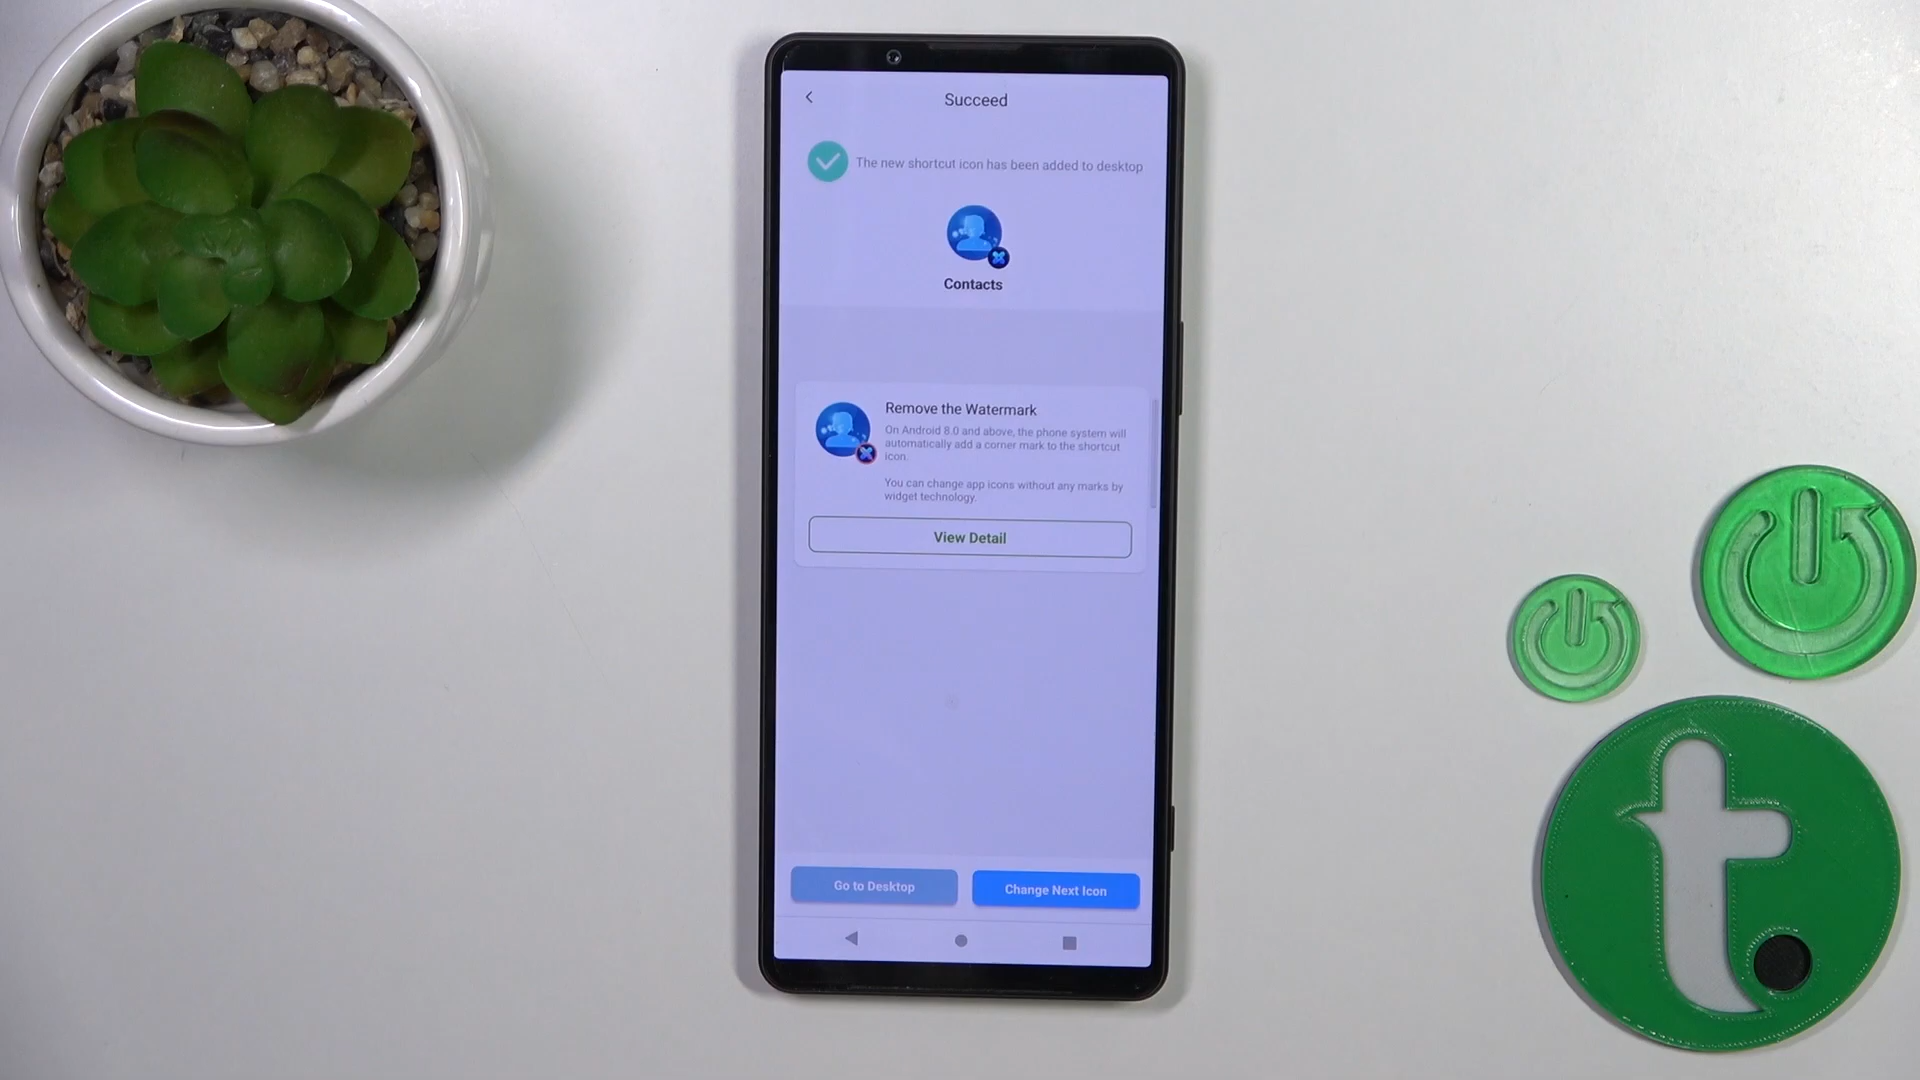 Succeed
The new shortcut icon has been added to desktop
Contacts
Remove the Watermark
On Android 8.0 and above, the phone system will
automatically add a corner mark to the shortcut
icon.
You can change app icons without any marks by
widget technology.
View Detail
Go to Desktop
Change Next Icon
t.